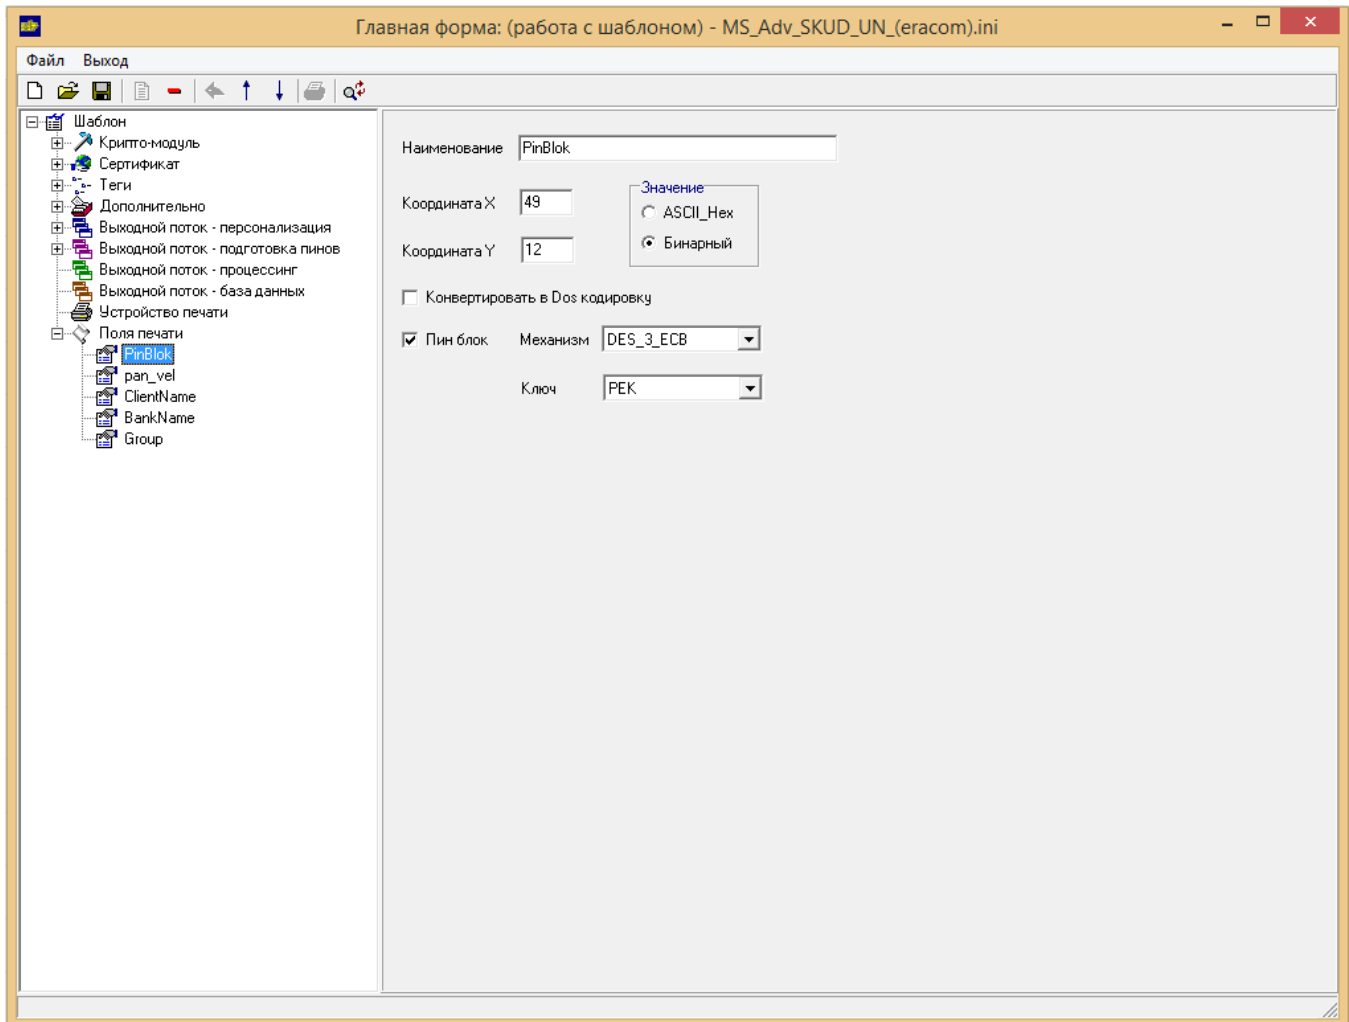 Главная форма: (работа с шаблоном) - MS_Adv_SKUD_UN_(eracom).ini
Файл Выход
Шаблон
Крипто-модуль
Сертификат
Теги
Дополнительно
Выходной поток - персонализация
Выходной поток - подготовка пинов
Выходной поток - процессинг
Выходной поток - база данных
Устройство печати
Поля печати
PinBlok
pan_vel
ClientName
BankName
Group
Наименование PinBlok
Координата X 49
Координата Y 12
Значение
ASCII_Hex
Бинарный
Конвертировать в Dos кодировку
Пин блок Механизм DES_3_ECB
Ключ PEK